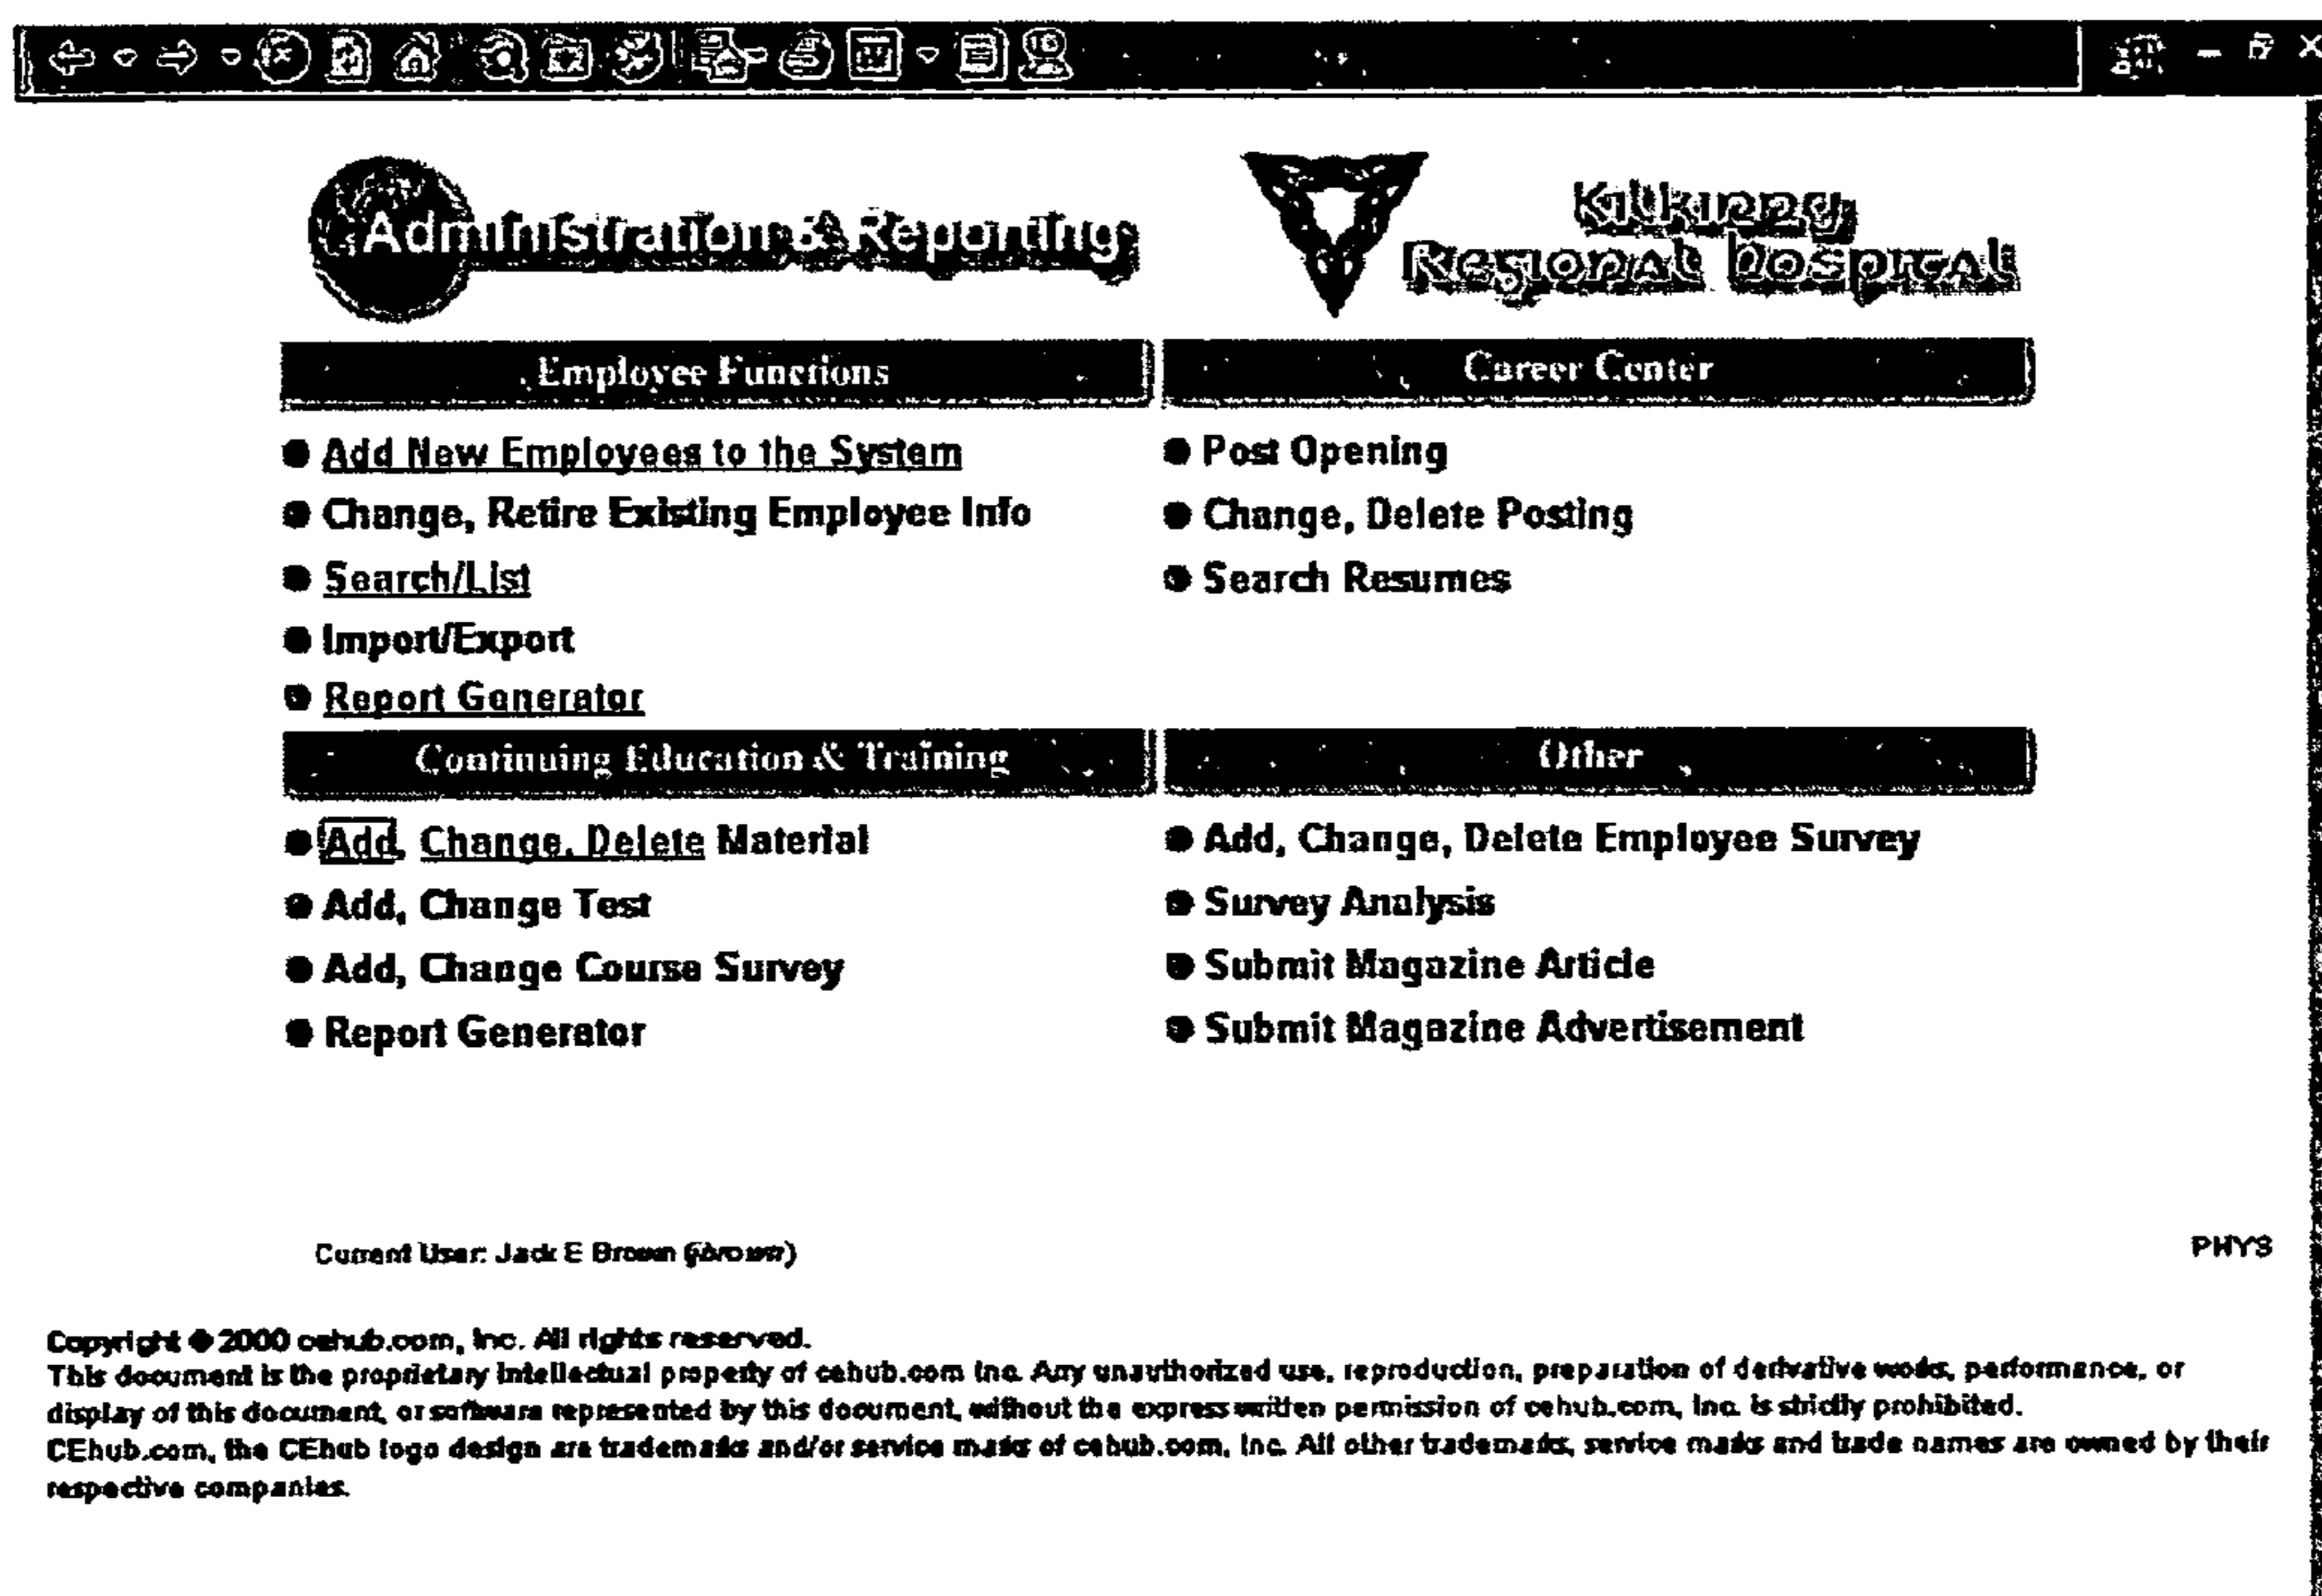 Administration & Reporting
Kilkinny
Regional hospital
Employee Functions
Add New Employees to the System
Change, Retire Existing Employee Info
Search/List
Import/Export
Report Generator
Career Center
Post Opening
Change, Delete Posting
Search Resumes
Continuing Education & Training
Add, Change, Delete Material
Add, Change Test
Add, Change Course Survey
Report Generator
Other
Add, Change, Delete Employee Survey
Survey Analysis
Submit Magazine Article
Submit Magazine Advertisement
Current User: Jack E Brown (jbrown)
PHYS
Copyright � 2000 cehub.com, Inc. All rights reserved.
This document is the proprietary intellectual property of cehub.com Inc. Any unauthorized use, reproduction, preparation of derivative works, performance, or
display of this document, or software represented by this document, without the express written permission of cehub.com, Inc. is strictly prohibited.
CEhub.com, the CEhub logo design are trademarks and/or service marks of cehub.com, Inc. All other trademarks, service marks and trade names are owned by their
respective companies.